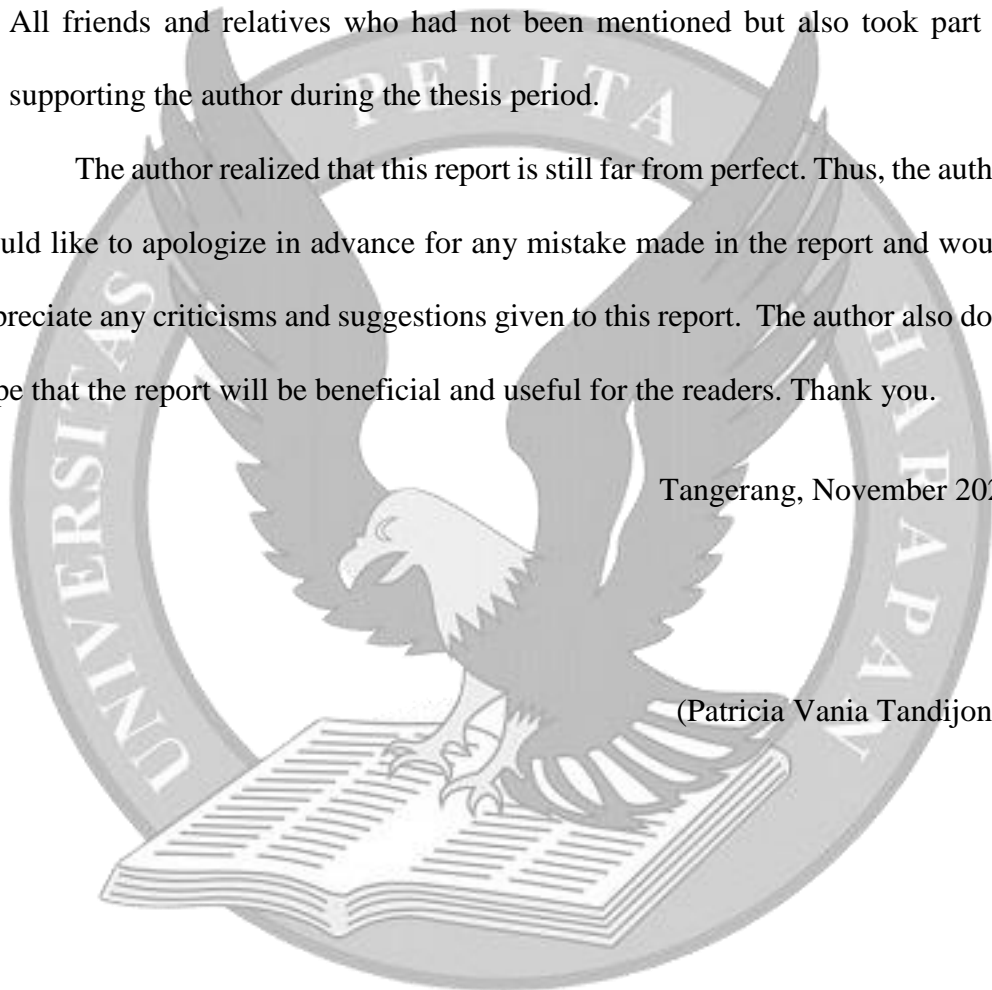 All friends and relatives who had not been mentioned but also took part
supporting the author during the thesis period.
The author realized that this report is still far from perfect. Thus, the auth
uld like to apologize in advance for any mistake made in the report and wou
preciate any criticisms and suggestions given to this report. The author also do
pe that the report will be beneficial and useful for the readers. Thank you.
Tangerang, November 202
(Patricia Vania Tandijon
UNIVERSITAS PELITA HARAPAN